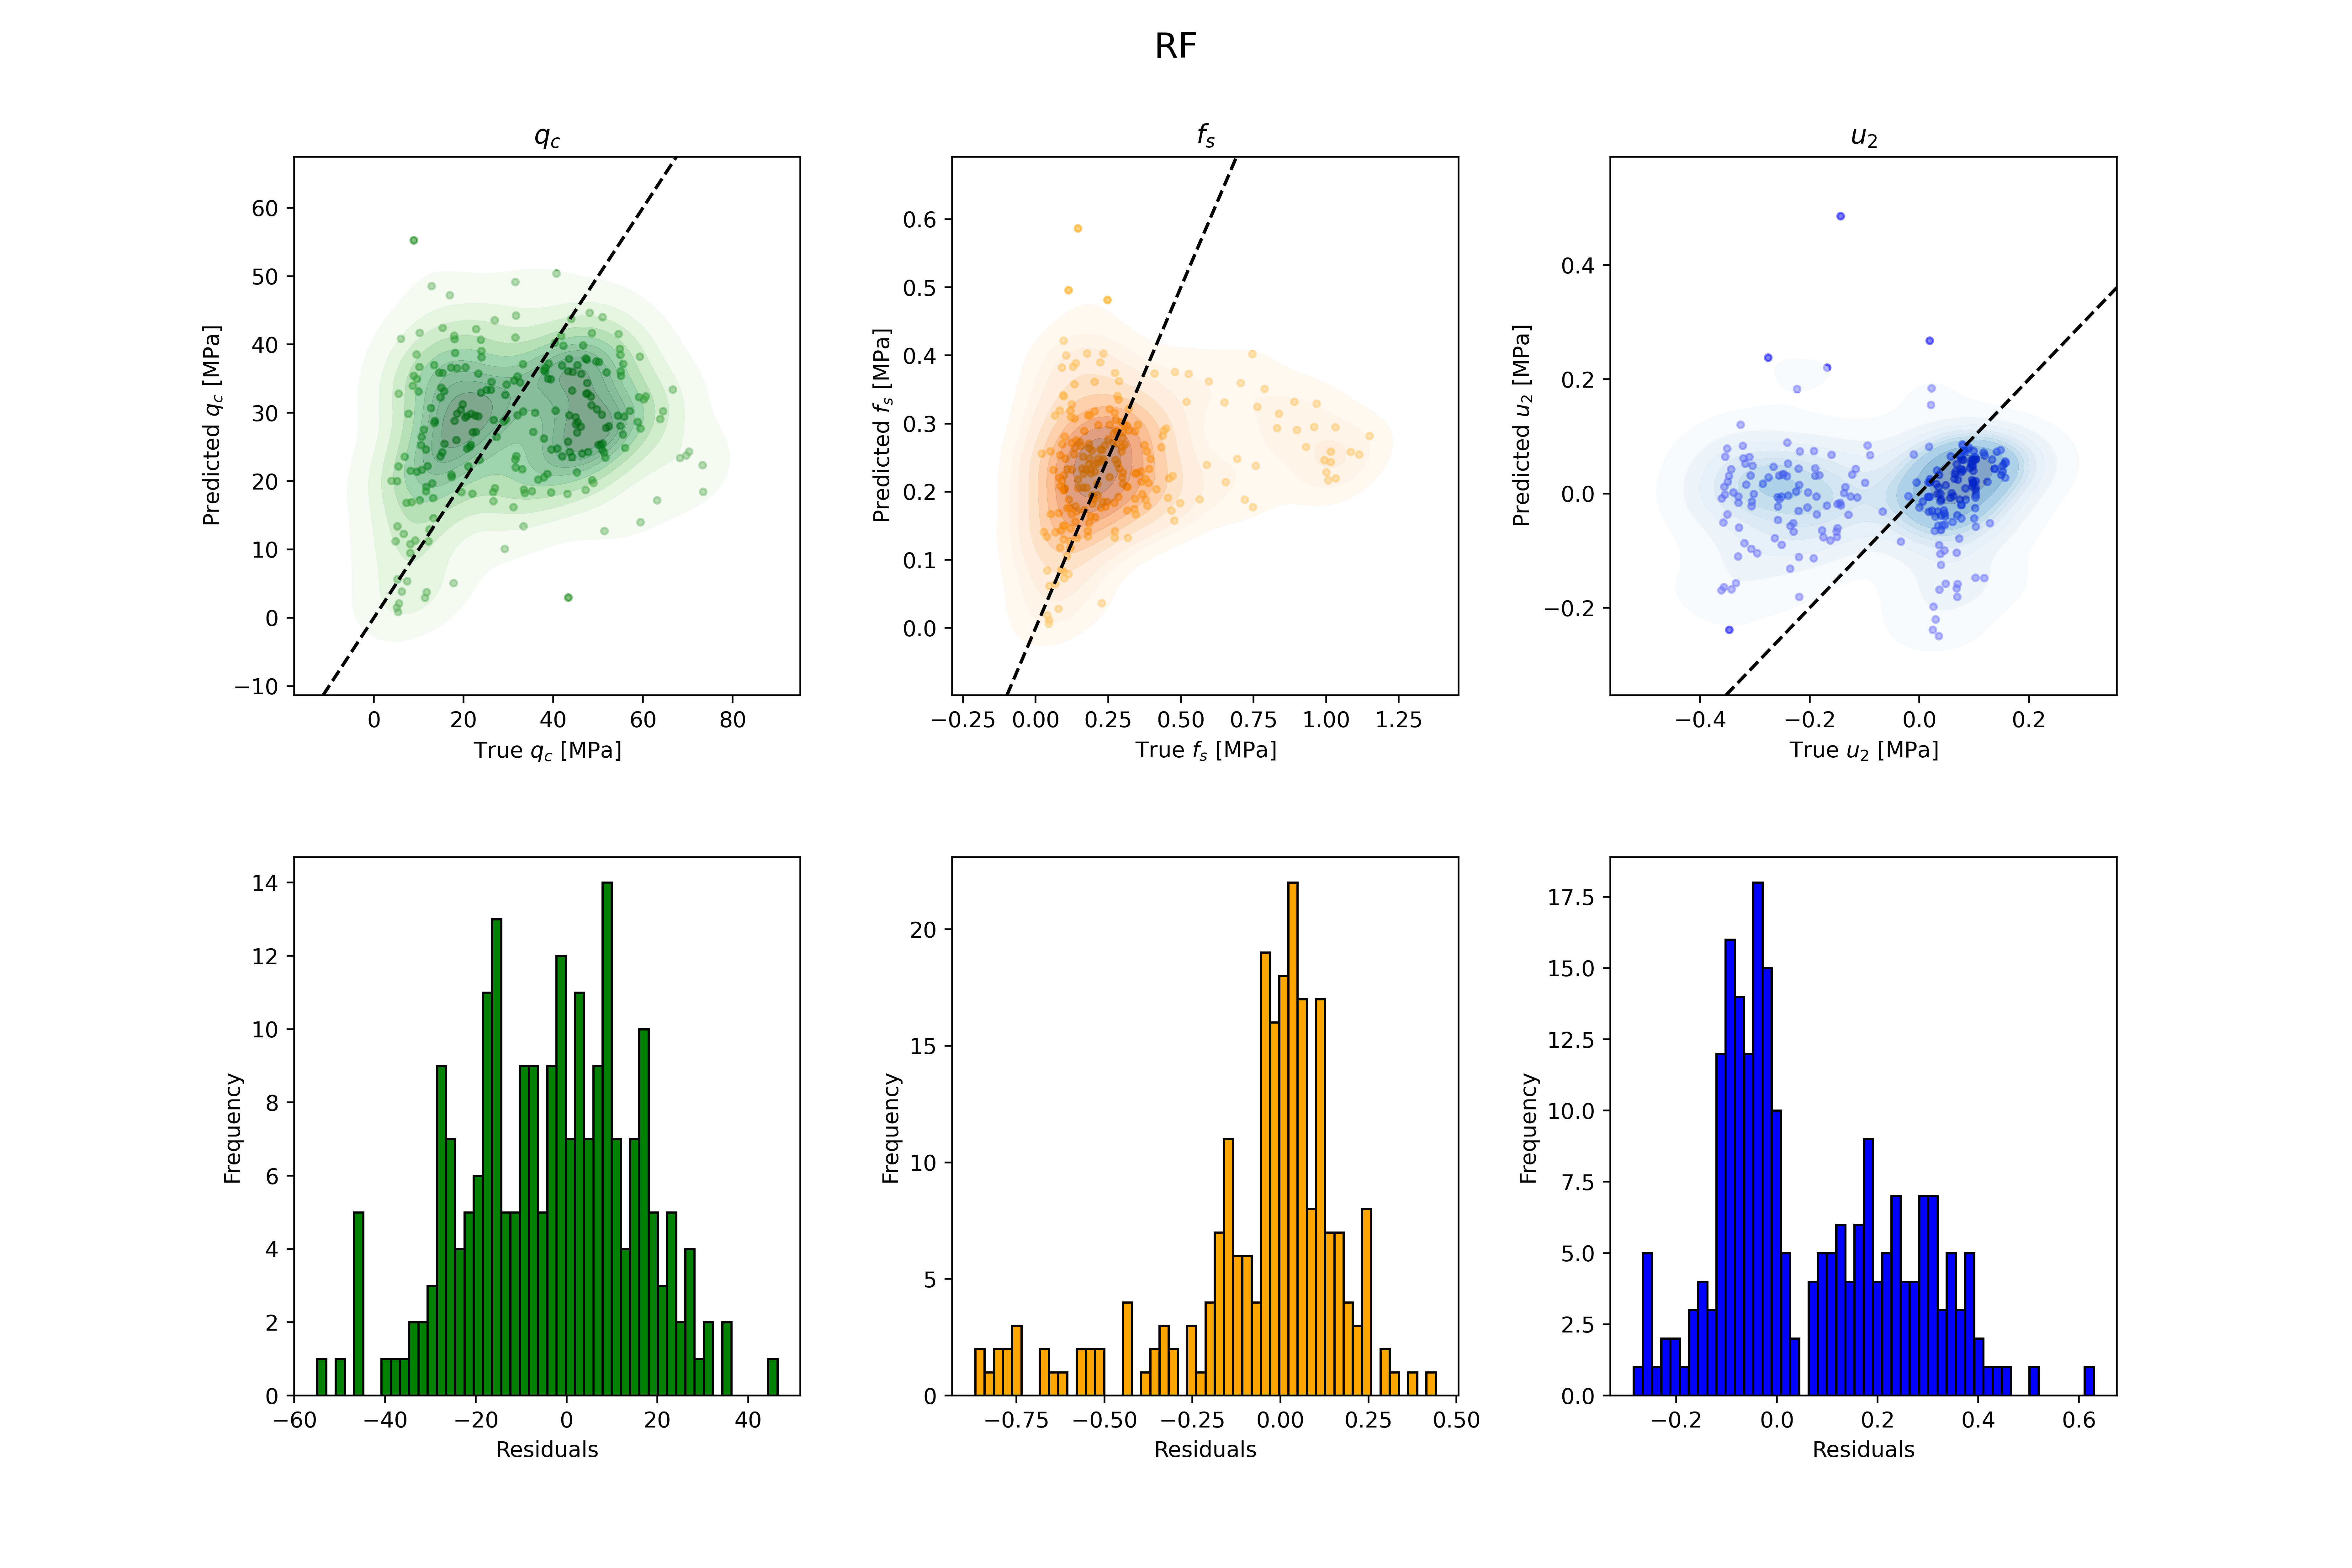 RF
q_c
f_s
u_2
Predicted q_c [MPa]
60
50
40
30
20
10
0
−10
0 20 40 60 80
True q_c [MPa]
Predicted f_s [MPa]
0.6
0.5
0.4
0.3
0.2
0.1
0.0
−0.25 0.00 0.25 0.50 0.75 1.00 1.25
True f_s [MPa]
Predicted u_2 [MPa]
0.4
0.2
0.0
−0.2
−0.4 −0.2 0.0 0.2
True u_2 [MPa]
Frequency
14
12
10
8
6
4
2
0
−60 −40 −20 0 20 40
Residuals
Frequency
20
15
10
5
0
−0.75 −0.50 −0.25 0.00 0.25 0.50
Residuals
Frequency
17.5
15.0
12.5
10.0
7.5
5.0
2.5
0.0
−0.2 0.0 0.2 0.4 0.6
Residuals